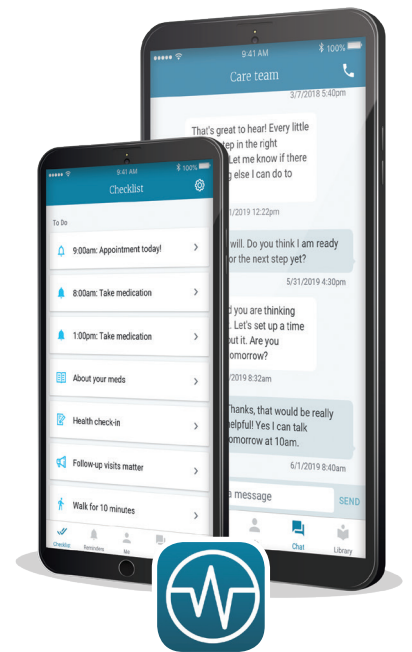 9:41 AM
100%
Care team
3/7/2018 5:40pm
That's great to hear! Every little
step in the right
Let me know if there
else I can do to
/2019 12:22pm
will. Do you think I am ready
or the next step yet?
5/31/2019 4:30pm
you are thinking
Let's set up a time
out it. Are you
omorrow?
/2019 8:32am
Thanks, that would be really
elpful! Yes I can talk
omorrow at 10am.
6/1/2019 8:40am
a message
SEND
Chat
Library
9:41 AM
100%
Checklist
To Do
9:00am: Appointment today!
8:00am: Take medication
1:00pm: Take medication
About your meds
Health check-in
Follow-up visits matter
Walk for 10 minutes
Checklist
Reminders
Me